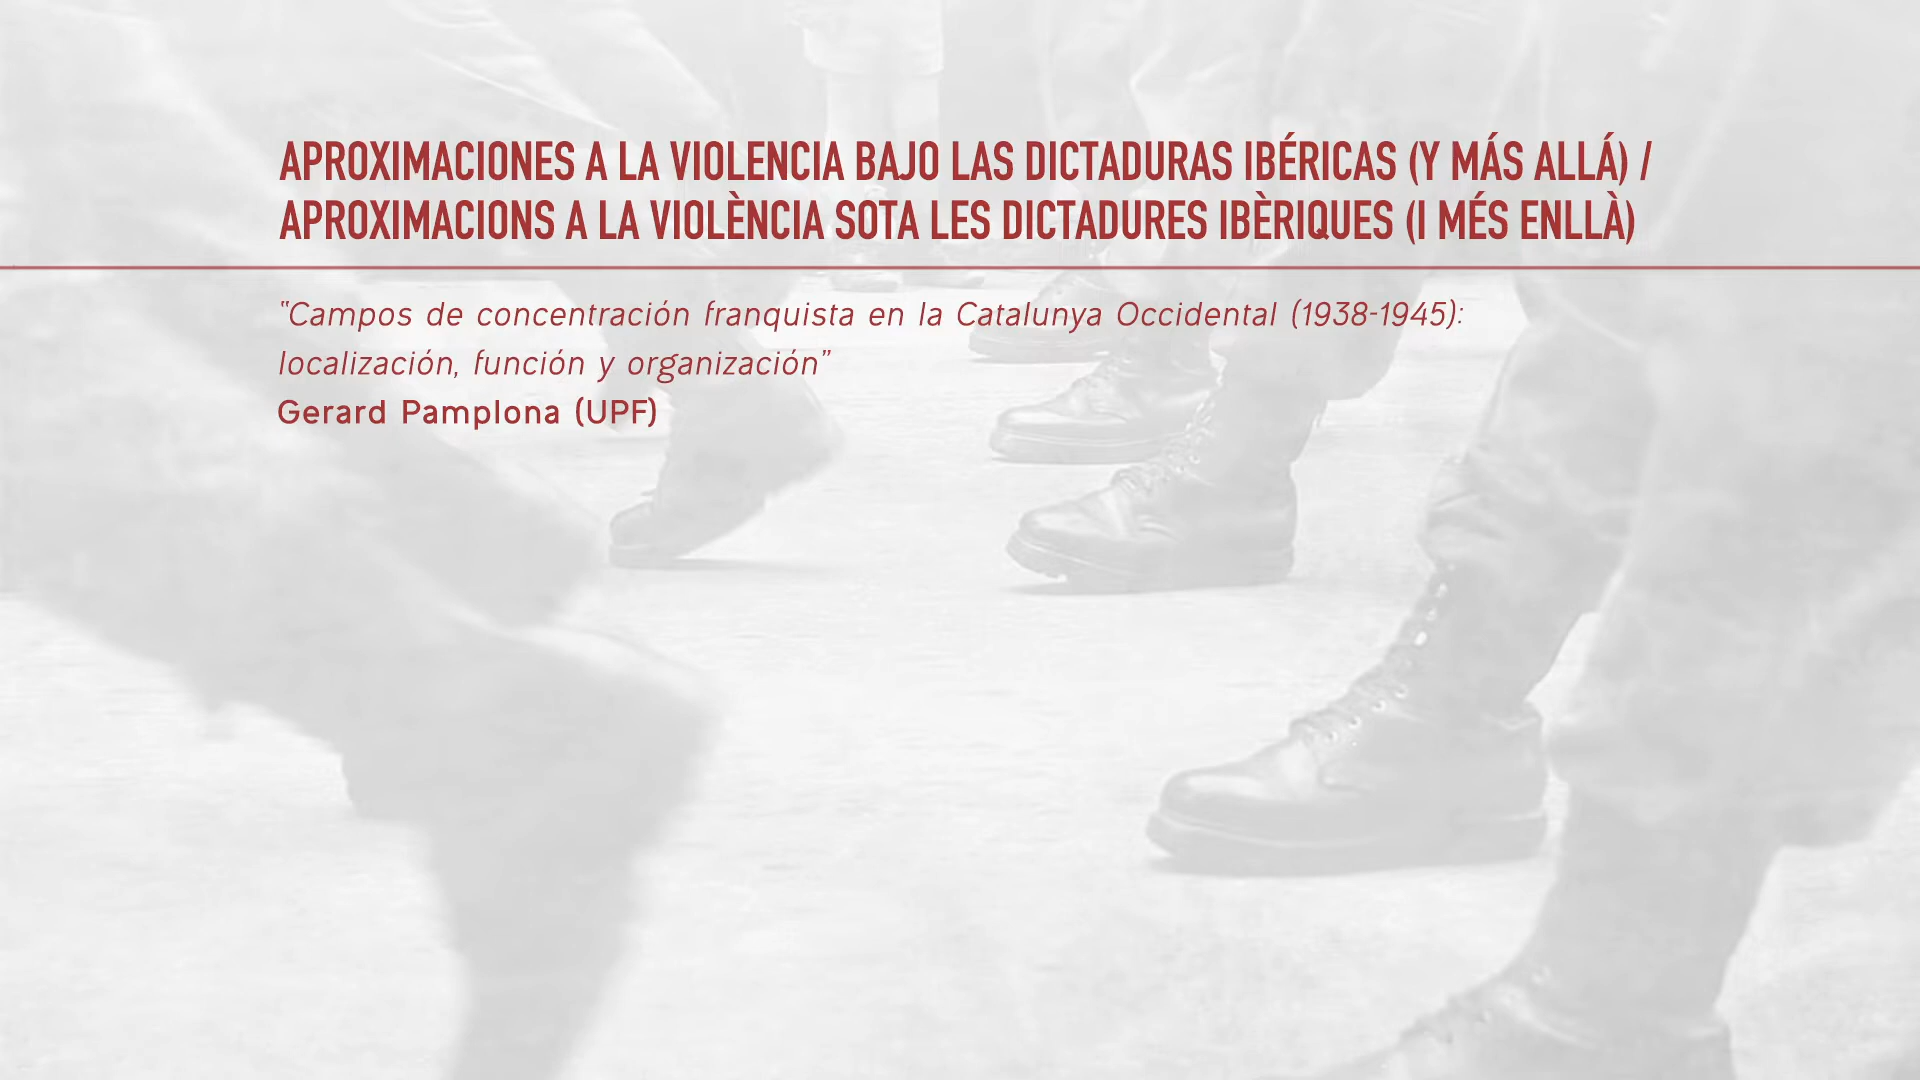 APROXIMACIONES A LA VIOLENCIA BAJO LAS DICTADURAS IBÉRICAS (Y MÁS ALLÁ) /
APROXIMACIONS A LA VIOLÈNCIA SOTA LES DICTADURES IBÈRIQUES (I MÉS ENLLÀ)
“Campos de concentración franquista en la Catalunya Occidental (1938-1945):
localización, función y organización”
Gerard Pamplona (UPF)